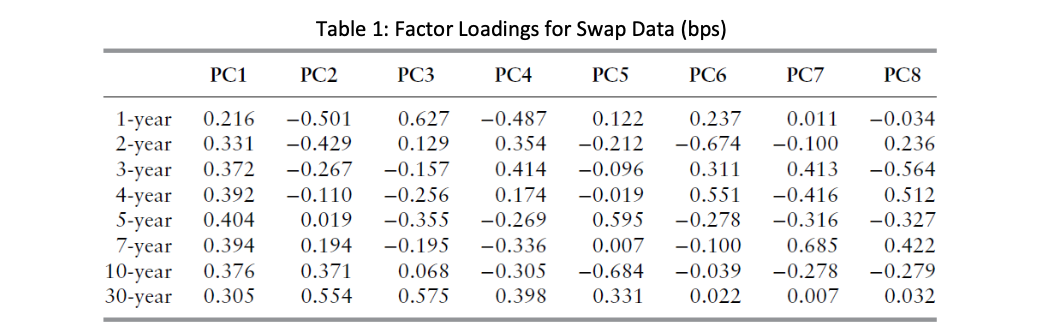 Table 1: Factor Loadings for Swap Data (bps)
PC1 PC2 PC3 PC4 PC5 PC6 PC7 PC8
1-year 0.216 −0.501 0.627 −0.487 0.122 0.237 0.011 −0.034
2-year 0.331 −0.429 0.129 0.354 −0.212 −0.674 −0.100 0.236
3-year 0.372 −0.267 −0.157 0.414 −0.096 0.311 0.413 −0.564
4-year 0.392 −0.110 −0.256 0.174 −0.019 0.551 −0.416 0.512
5-year 0.404 0.019 −0.355 −0.269 0.595 −0.278 −0.316 −0.327
7-year 0.394 0.194 −0.195 −0.336 0.007 −0.100 0.685 0.422
10-year 0.376 0.371 0.068 −0.305 −0.684 −0.039 −0.278 −0.279
30-year 0.305 0.554 0.575 0.398 0.331 0.022 0.007 0.032